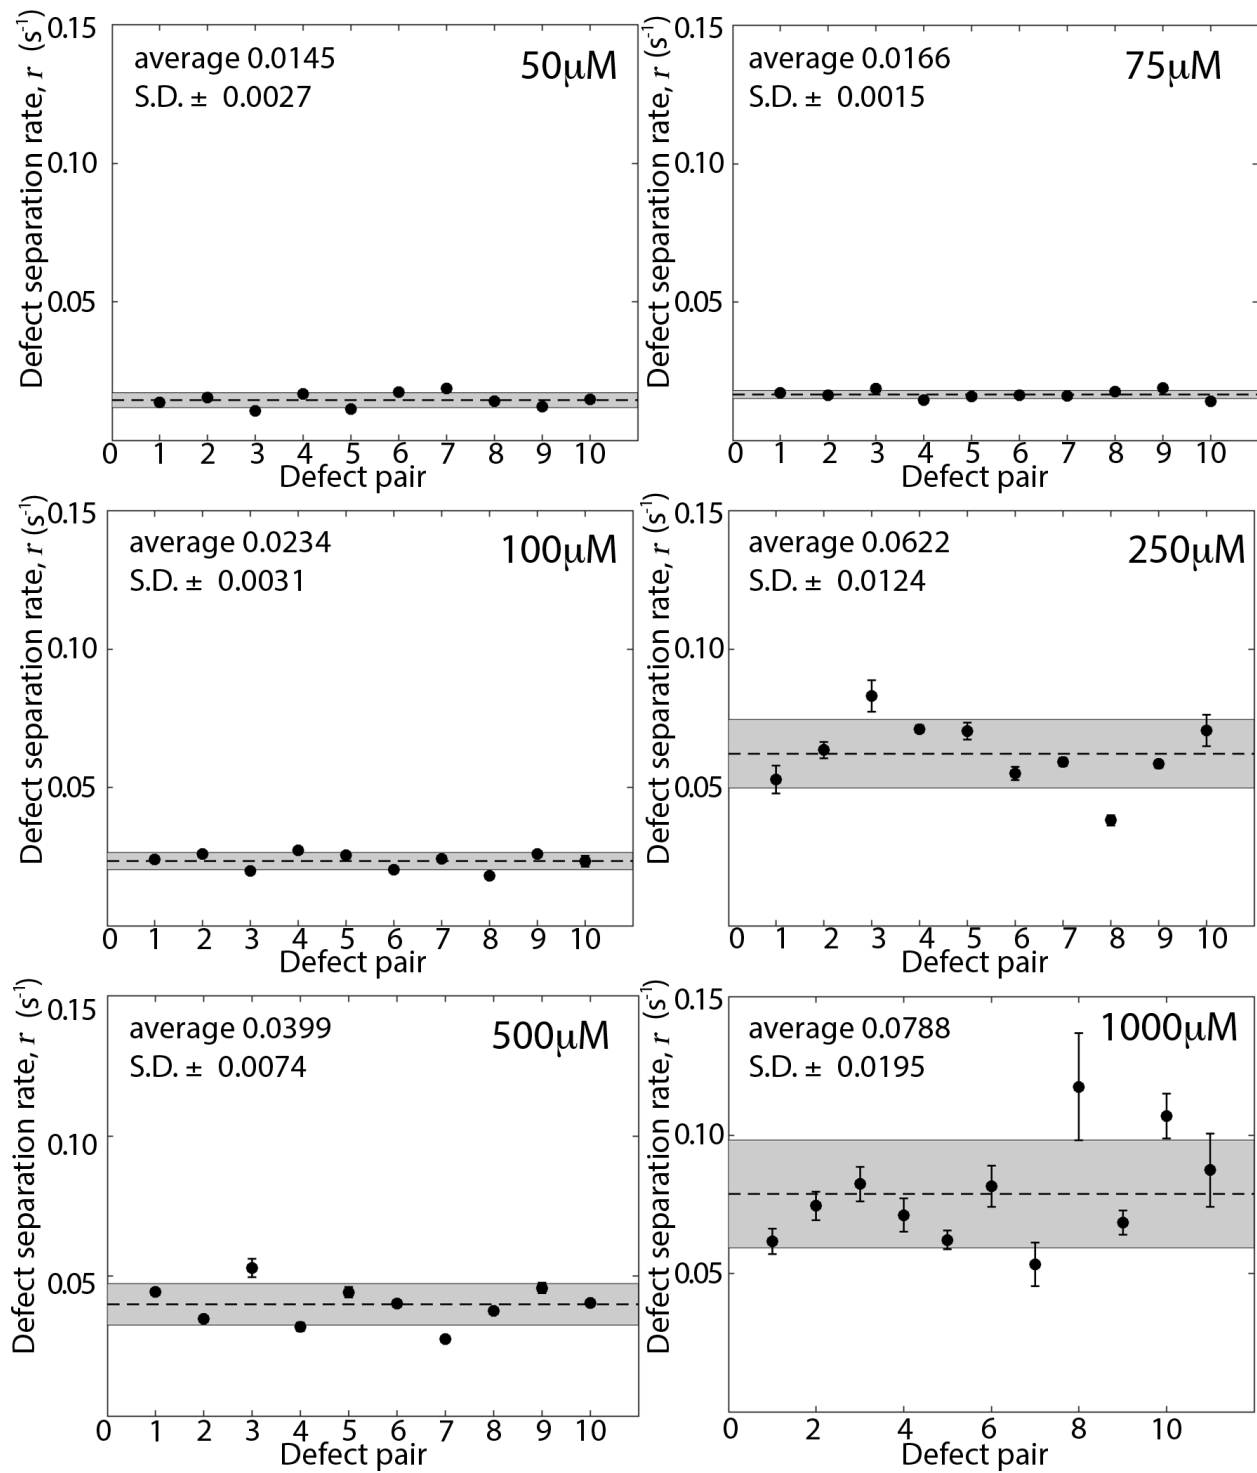 Defect separation rate, r (s⁻¹)
0.15
0.10
0.05
average 0.0145
S.D. ± 0.0027
50μM
0 1 2 3 4 5 6 7 8 9 10
Defect pair
Defect separation rate, r (s⁻¹)
0.15
0.10
0.05
average 0.0166
S.D. ± 0.0015
75μM
0 1 2 3 4 5 6 7 8 9 10
Defect pair
Defect separation rate, r (s⁻¹)
0.15
0.10
0.05
average 0.0234
S.D. ± 0.0031
100μM
0 1 2 3 4 5 6 7 8 9 10
Defect pair
Defect separation rate, r (s⁻¹)
0.15
0.10
0.05
average 0.0622
S.D. ± 0.0124
250μM
0 1 2 3 4 5 6 7 8 9 10
Defect pair
Defect separation rate, r (s⁻¹)
0.15
0.10
0.05
average 0.0399
S.D. ± 0.0074
500μM
0 1 2 3 4 5 6 7 8 9 10
Defect pair
Defect separation rate, r (s⁻¹)
0.15
0.10
0.05
average 0.0788
S.D. ± 0.0195
1000μM
0 2 4 6 8 10
Defect pair